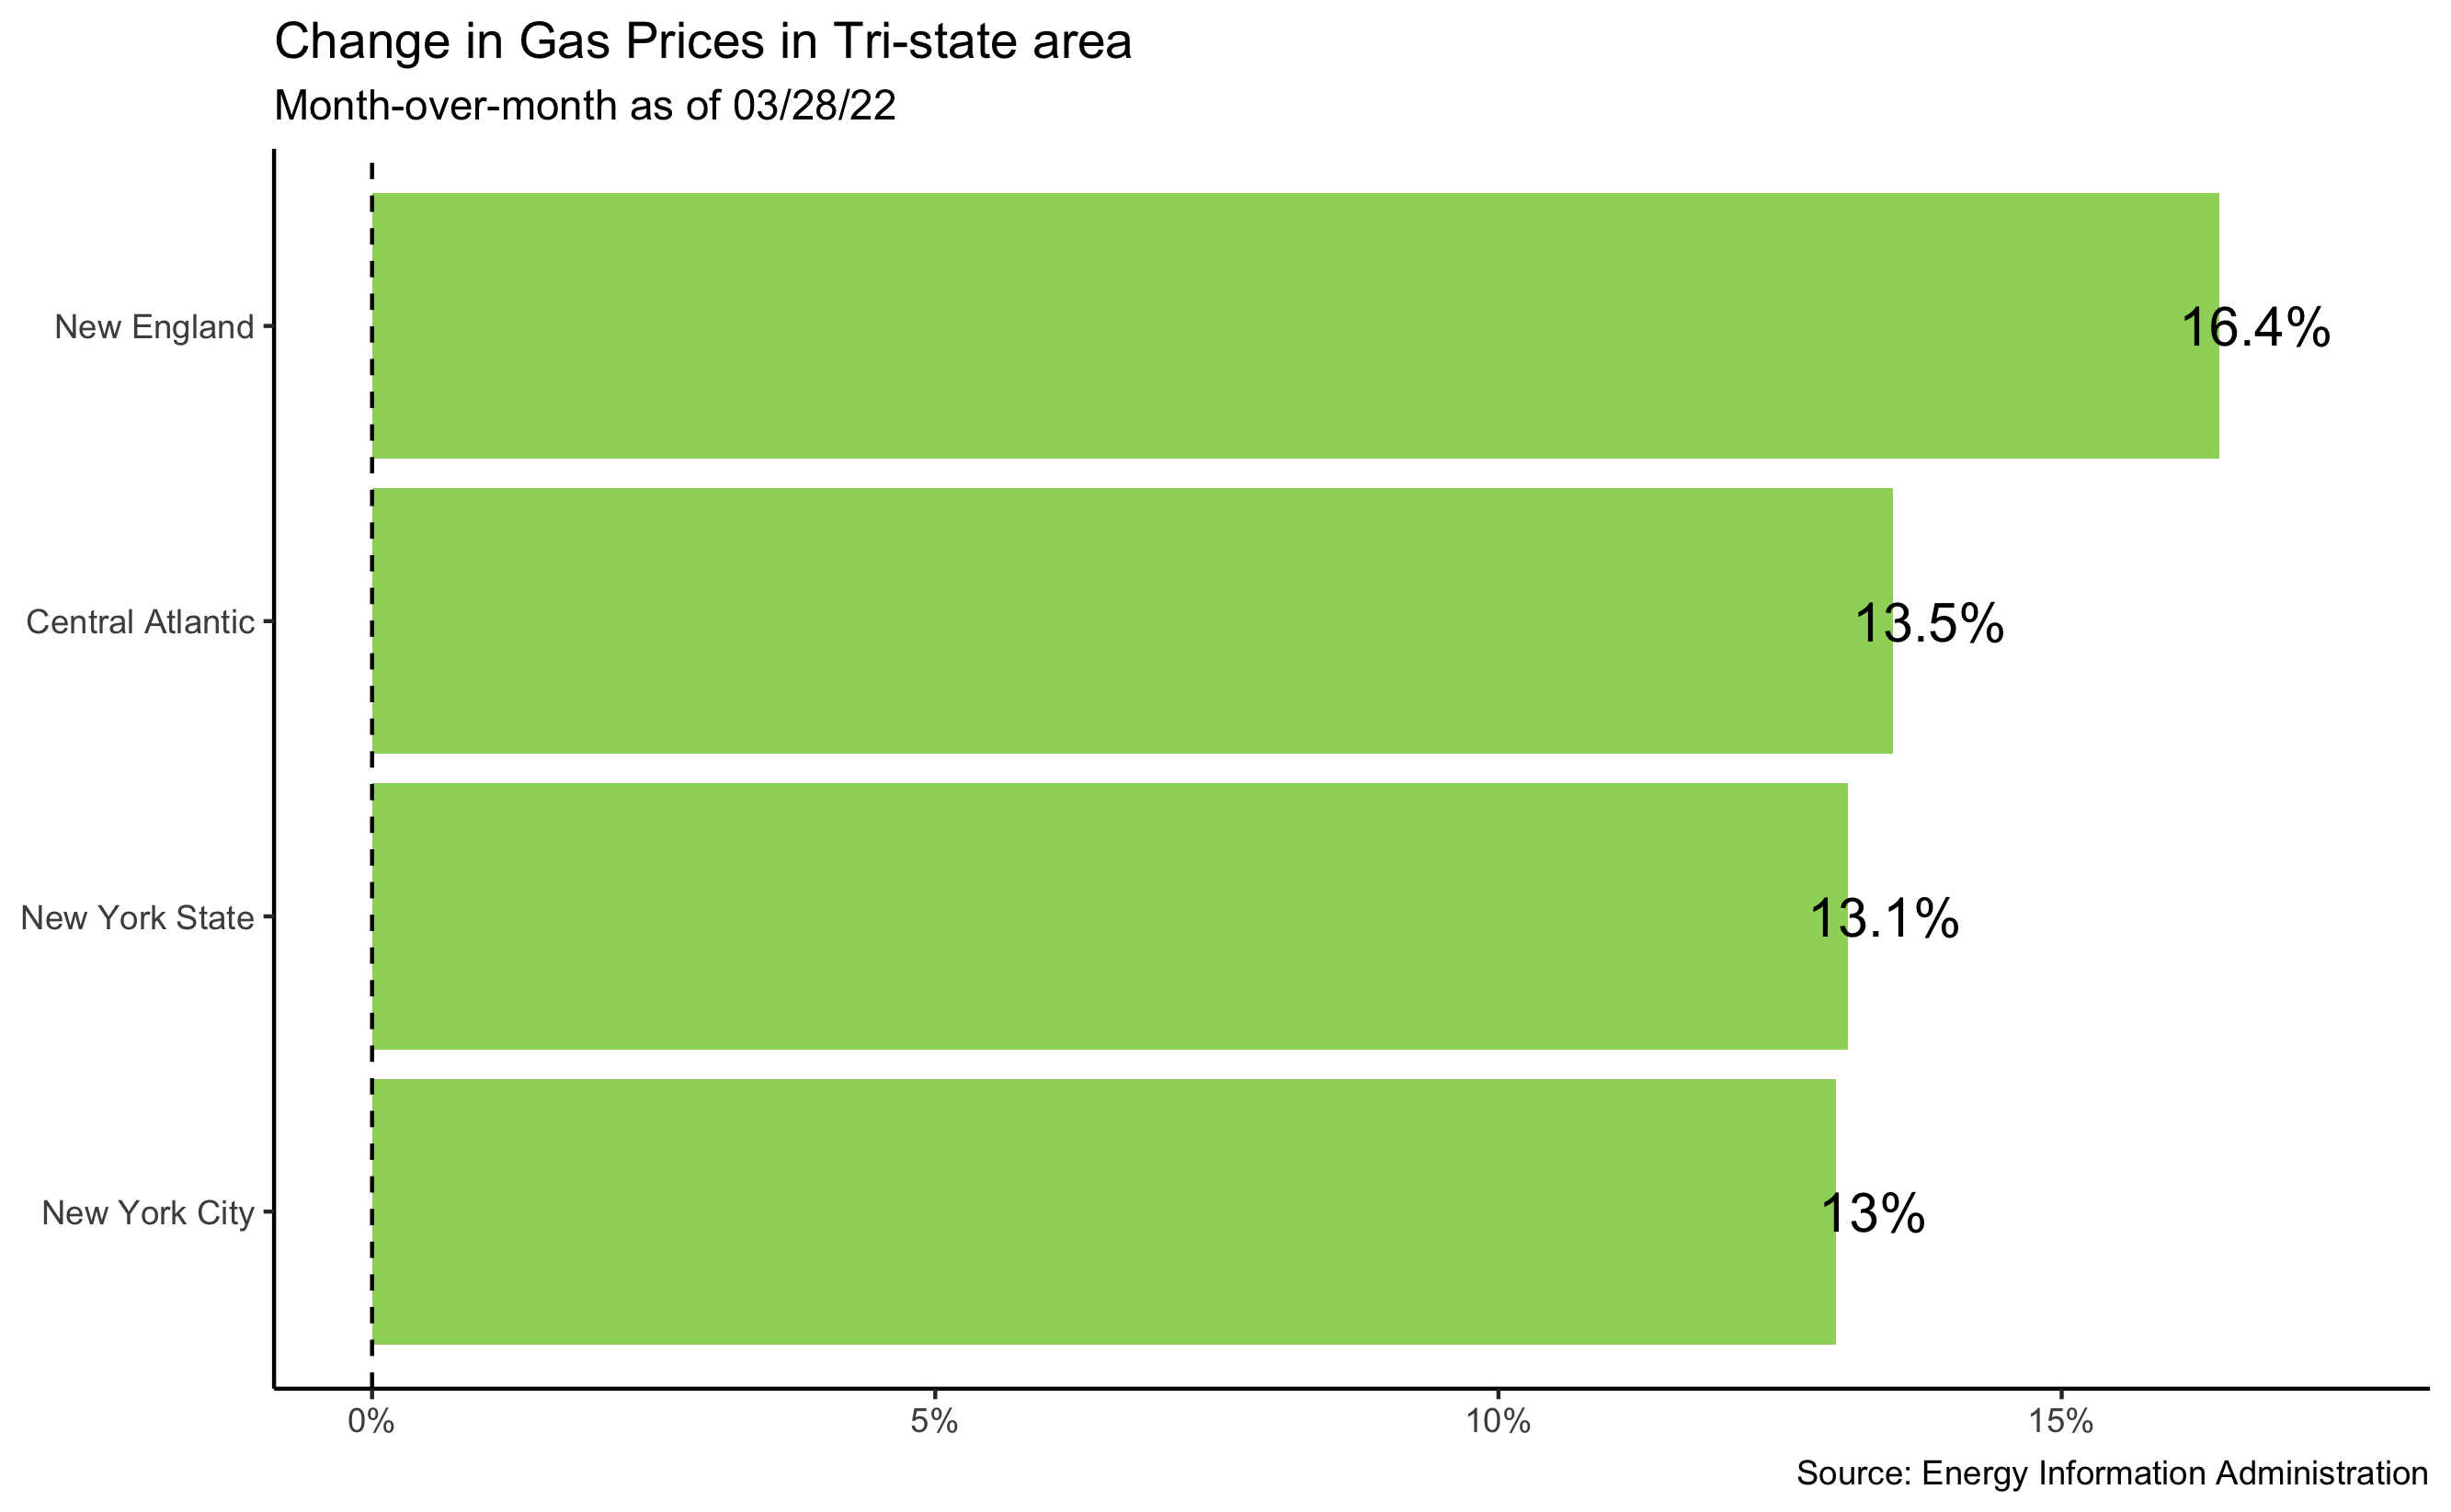 Change in Gas Prices in Tri-state area
Month-over-month as of 03/28/22
New England
16.4%
Central Atlantic
13.5%
New York State
13.1%
New York City
13%
0%
5%
10%
15%
Source: Energy Information Administration